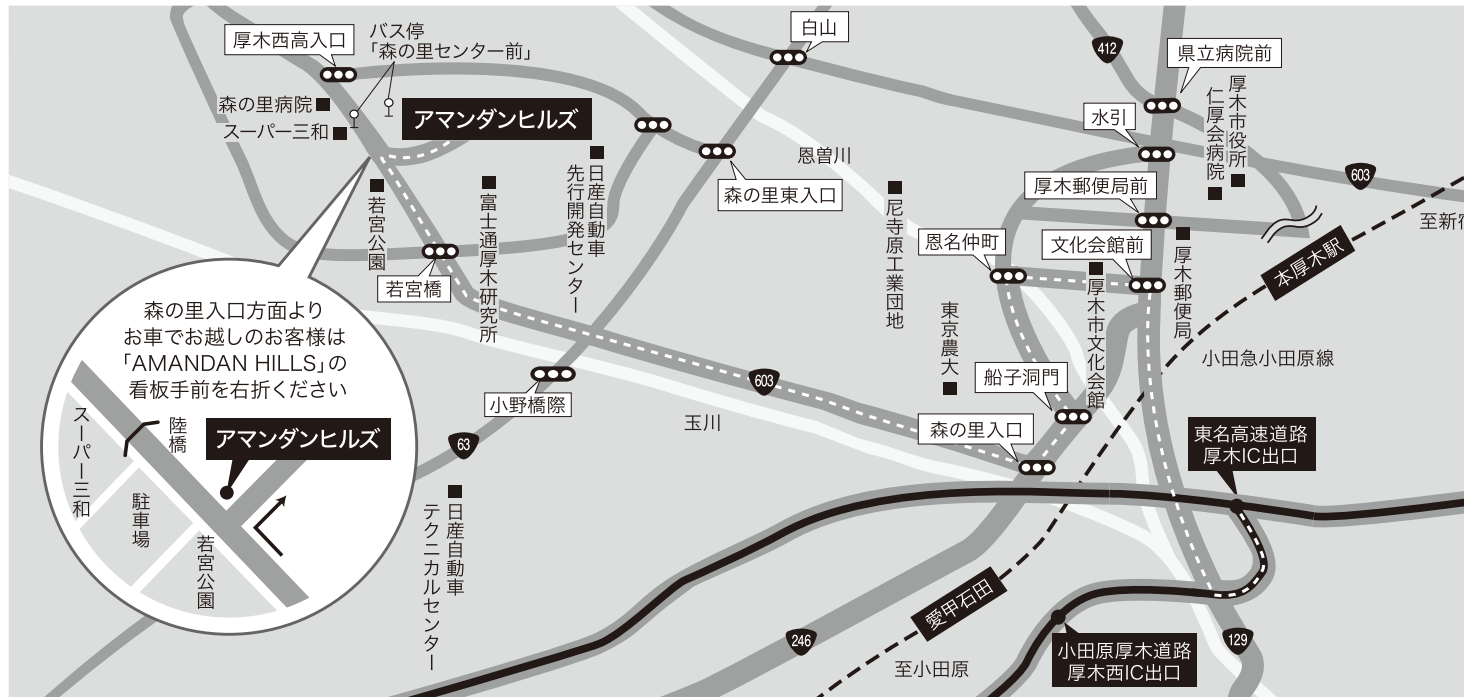 厚木西高入口
バス停
「森の里センター前」
白山
412
県立病院前
森の里病院
スーパー三和
アマンダンヒルズ
水引
仁厚会病院
厚木市役所
恩曽川
603
森の里東入口
厚木郵便局前
日産自動車
先行開発センター
富士通厚木研究所
若宮公園
若宮橋
尼寺原工業団地
恩名仲町
文化会館前
厚木郵便局
厚木市文化会館
至新宿
本厚木駅
東京農大
小田急小田原線
船子洞門
603
小野橋際
玉川
森の里入口
63
東名高速道路
厚木IC出口
森の里入口方面より
お車でお越しのお客様は
「AMANDAN HILLS」の
看板手前を右折ください
スーパー三和
陸橋
アマンダンヒルズ
駐車場
若宮公園
日産自動車
テクニカルセンター
愛甲石田
246
至小田原
小田原厚木道路
厚木西IC出口
129